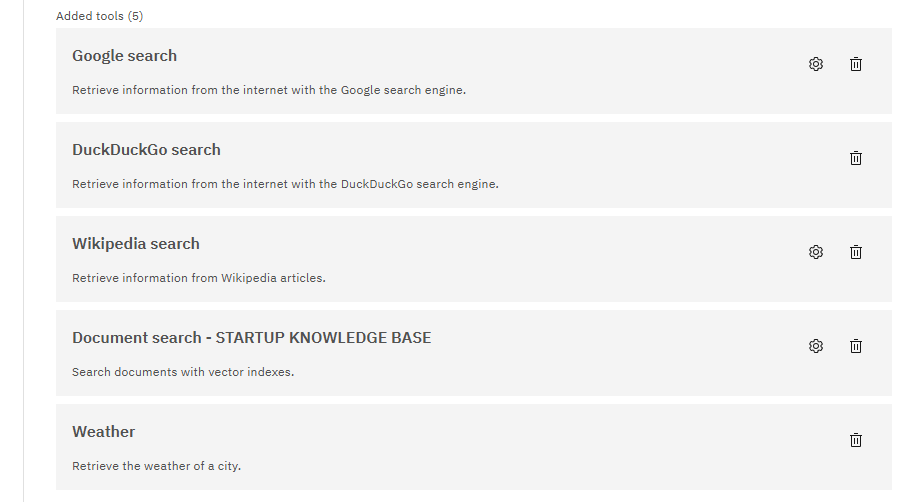 Added tools (5)
Google search
Retrieve information from the internet with the Google search engine.
DuckDuckGo search
Retrieve information from the internet with the DuckDuckGo search engine.
Wikipedia search
Retrieve information from Wikipedia articles.
Document search - STARTUP KNOWLEDGE BASE
Search documents with vector indexes.
Weather
Retrieve the weather of a city.